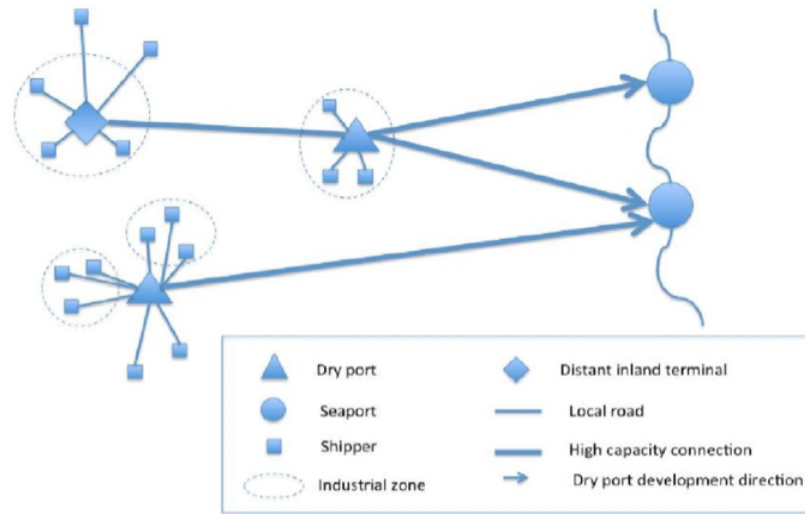 Dry port
Distant inland terminal
Seaport
Local road
Shipper
High capacity connection
Industrial zone
Dry port development direction